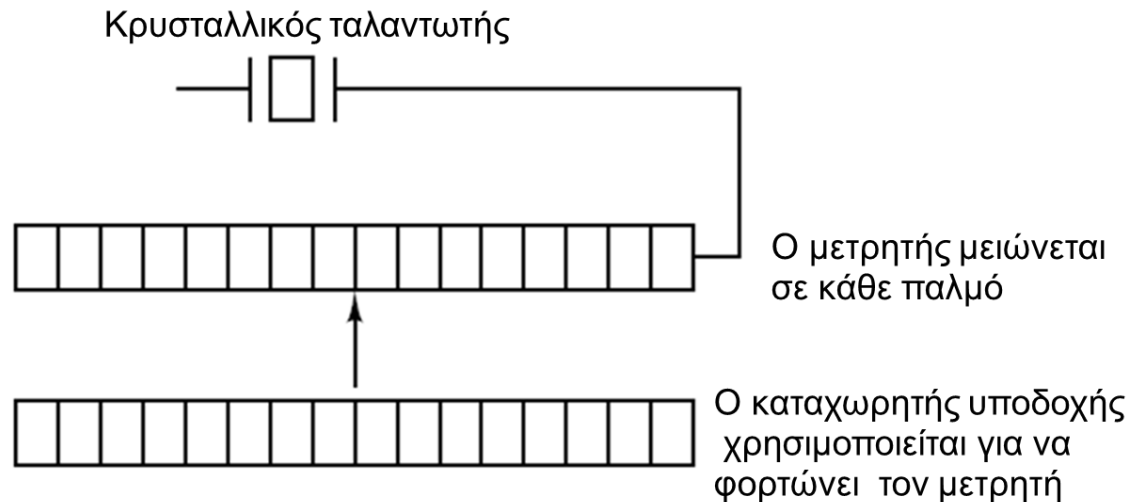 Κρυσταλλικός ταλαντωτής
Ο μετρητής μειώνεται
σε κάθε παλμό
Ο καταχωρητής υποδοχής
χρησιμοποιείται για να
φορτώνει τον μετρητή